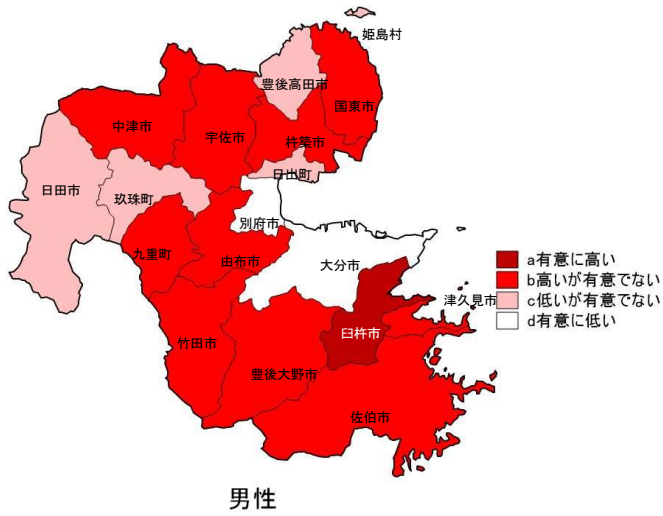 姫島村
豊後高田市
国東市
中津市
宇佐市
杵築市
日出町
日田市
玖珠町
別府市
九重町
由布市
大分市
a有意に高い
b高いが有意でない
c低いが有意でない
d有意に低い
津久見市
臼杵市
竹田市
豊後大野市
佐伯市
男性